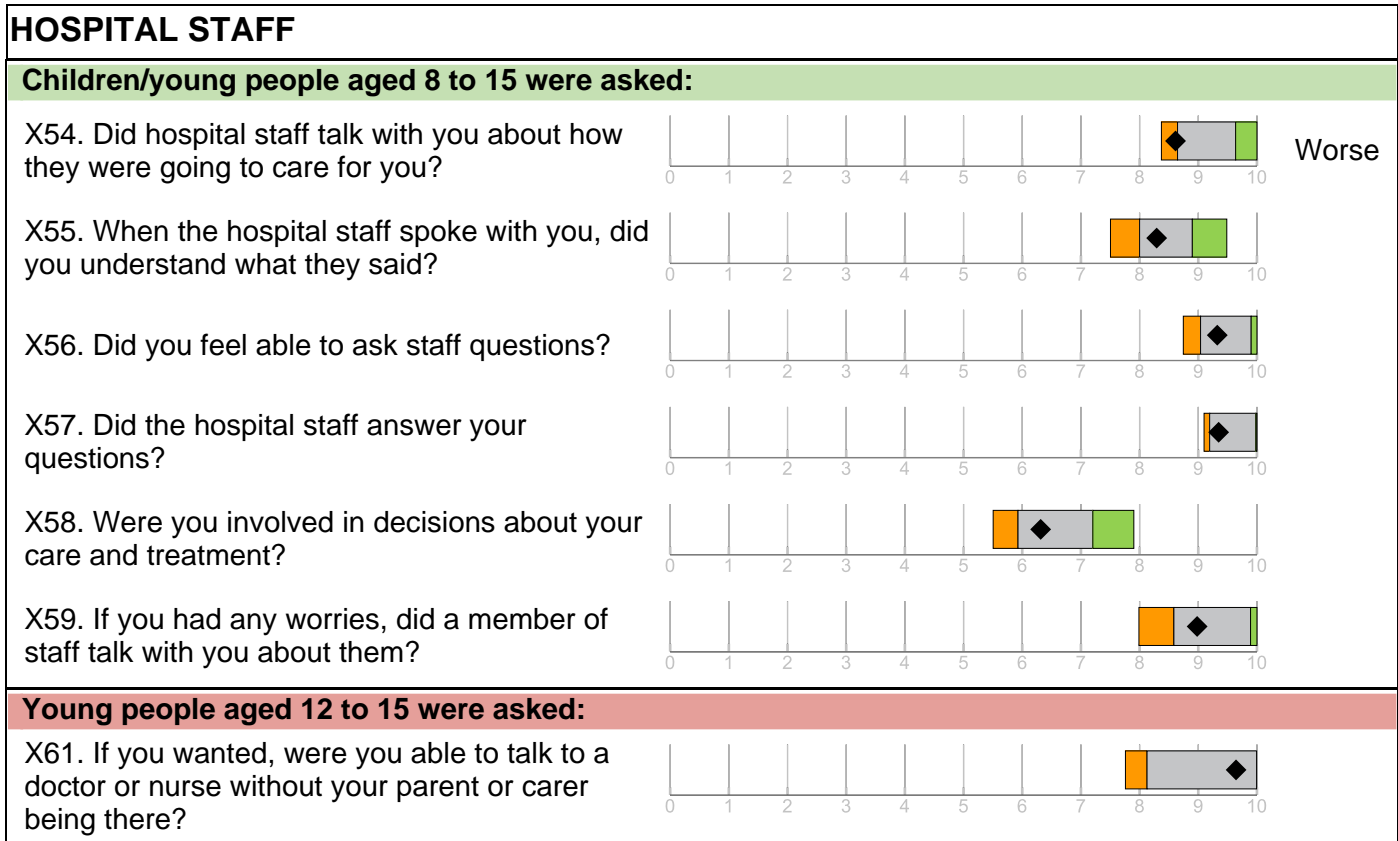 HOSPITAL STAFF
Children/young people aged 8 to 15 were asked:
X54. Did hospital staff talk with you about how
they were going to care for you?
0 1 2 3 4 5 6 7 8 9 10
Worse
X55. When the hospital staff spoke with you, did
you understand what they said?
0 1 2 3 4 5 6 7 8 9 10
X56. Did you feel able to ask staff questions?
0 1 2 3 4 5 6 7 8 9 10
X57. Did the hospital staff answer your
questions?
0 1 2 3 4 5 6 7 8 9 10
X58. Were you involved in decisions about your
care and treatment?
0 1 2 3 4 5 6 7 8 9 10
X59. If you had any worries, did a member of
staff talk with you about them?
0 1 2 3 4 5 6 7 8 9 10
Young people aged 12 to 15 were asked:
X61. If you wanted, were you able to talk to a
doctor or nurse without your parent or carer
being there?
0 1 2 3 4 5 6 7 8 9 10